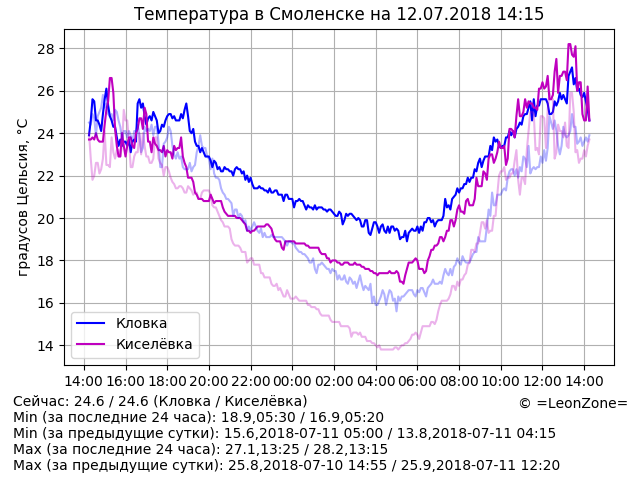 Температура в Смоленске на 12.07.2018 14:15
градусов Цельсия, °C
28
26
24
22
20
18
16
14
Кловка
Киселёвка
14:00 16:00 18:00 20:00 22:00 00:00 02:00 04:00 06:00 08:00 10:00 12:00 14:00
Сейчас: 24.6 / 24.6 (Кловка / Киселёвка)
© =LeonZone=
Min (за последние 24 часа): 18.9,05:30 / 16.9,05:20
Min (за предыдущие сутки): 15.6,2018-07-11 05:00 / 13.8,2018-07-11 04:15
Max (за последние 24 часа): 27.1,13:25 / 28.2,13:15
Max (за предыдущие сутки): 25.8,2018-07-10 14:55 / 25.9,2018-07-11 12:20